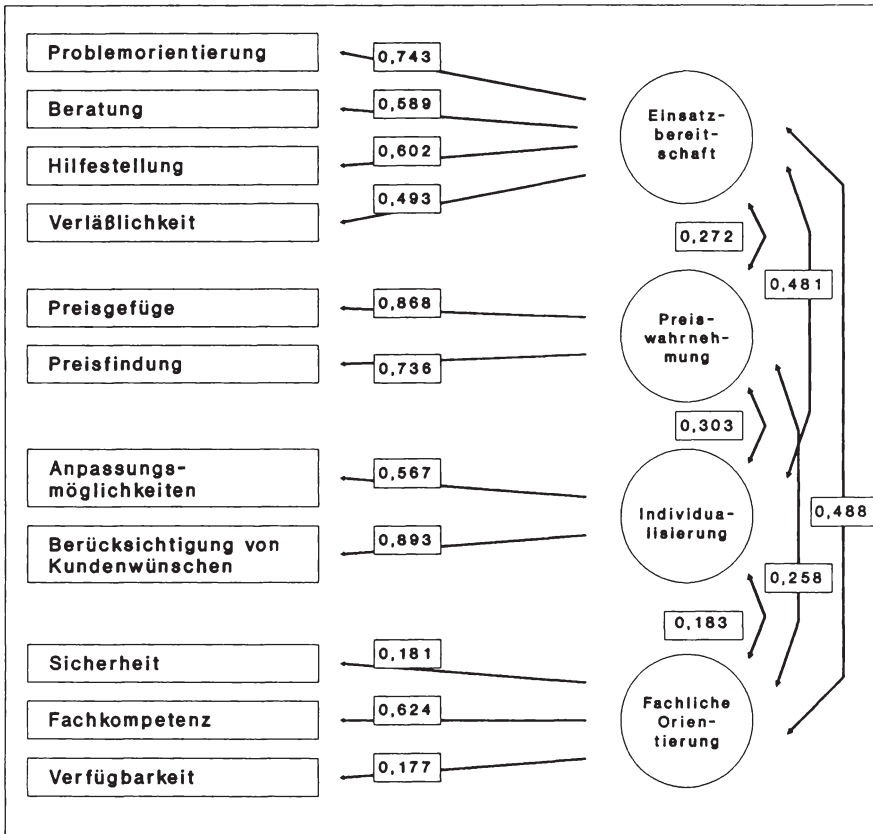 Problemorientierung
0,743
Beratung
0,589
Hilfestellung
0,602
Verläßlichkeit
0,493
Einsatz-
bereit-
schaft
0,272
0,481
Preisgefüge
0,868
Preisfindung
0,736
Preis-
wahrneh-
mung
0,303
Anpassungs-
möglichkeiten
0,567
Berücksichtigung von
Kundenwünschen
0,893
Individua-
lisierung
0,488
0,258
0,183
Sicherheit
0,181
Fachkompetenz
0,624
Verfügbarkeit
0,177
Fachliche
Orien-
tierung